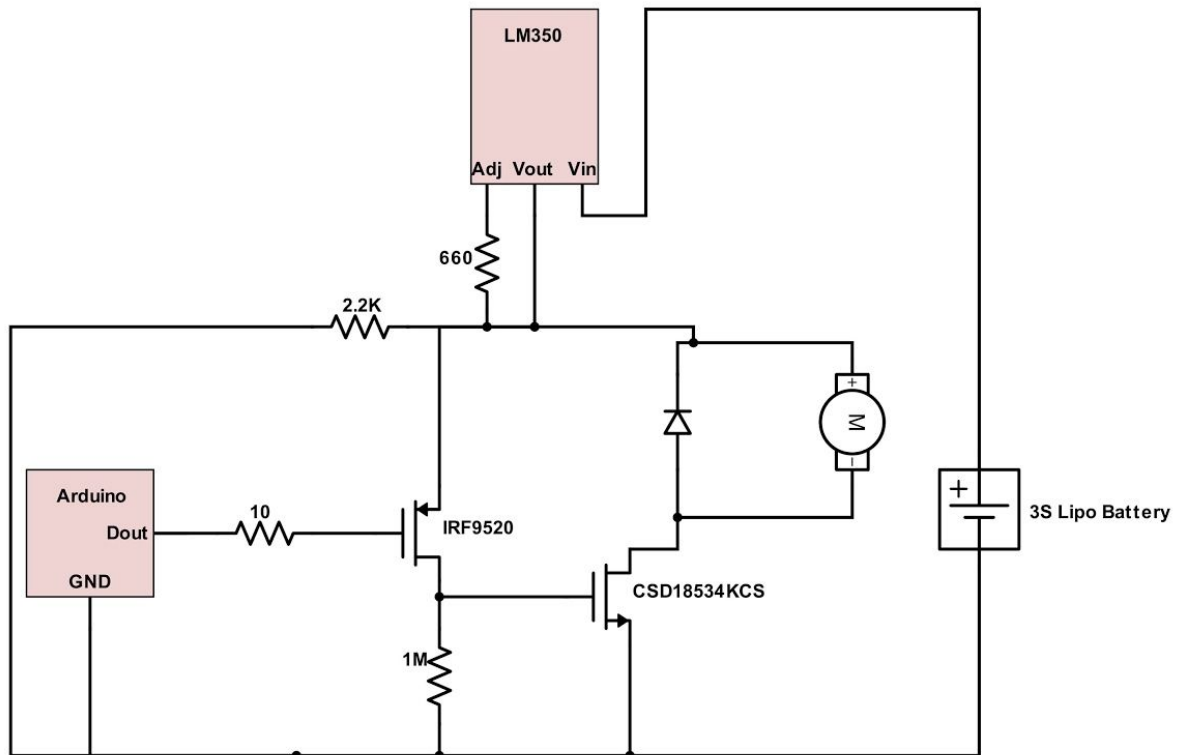 LM350
Adj Vout Vin
660
2.2K
Arduino
Dout
GND
10
IRF9520
M
3S Lipo Battery
CSD18534KCS
1M